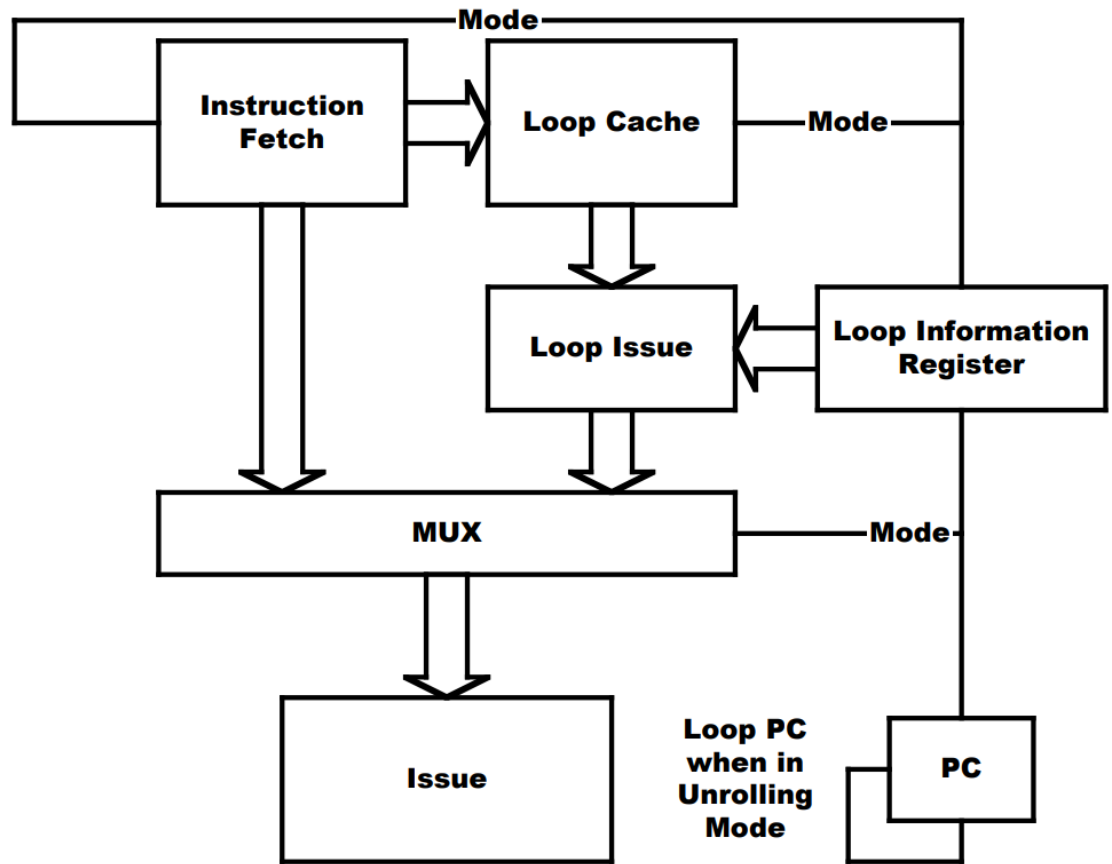 Mode
Instruction
Fetch
Loop Cache
Mode
Loop Issue
Loop Information
Register
MUX
Mode
Issue
Loop PC
when in
Unrolling
Mode
PC